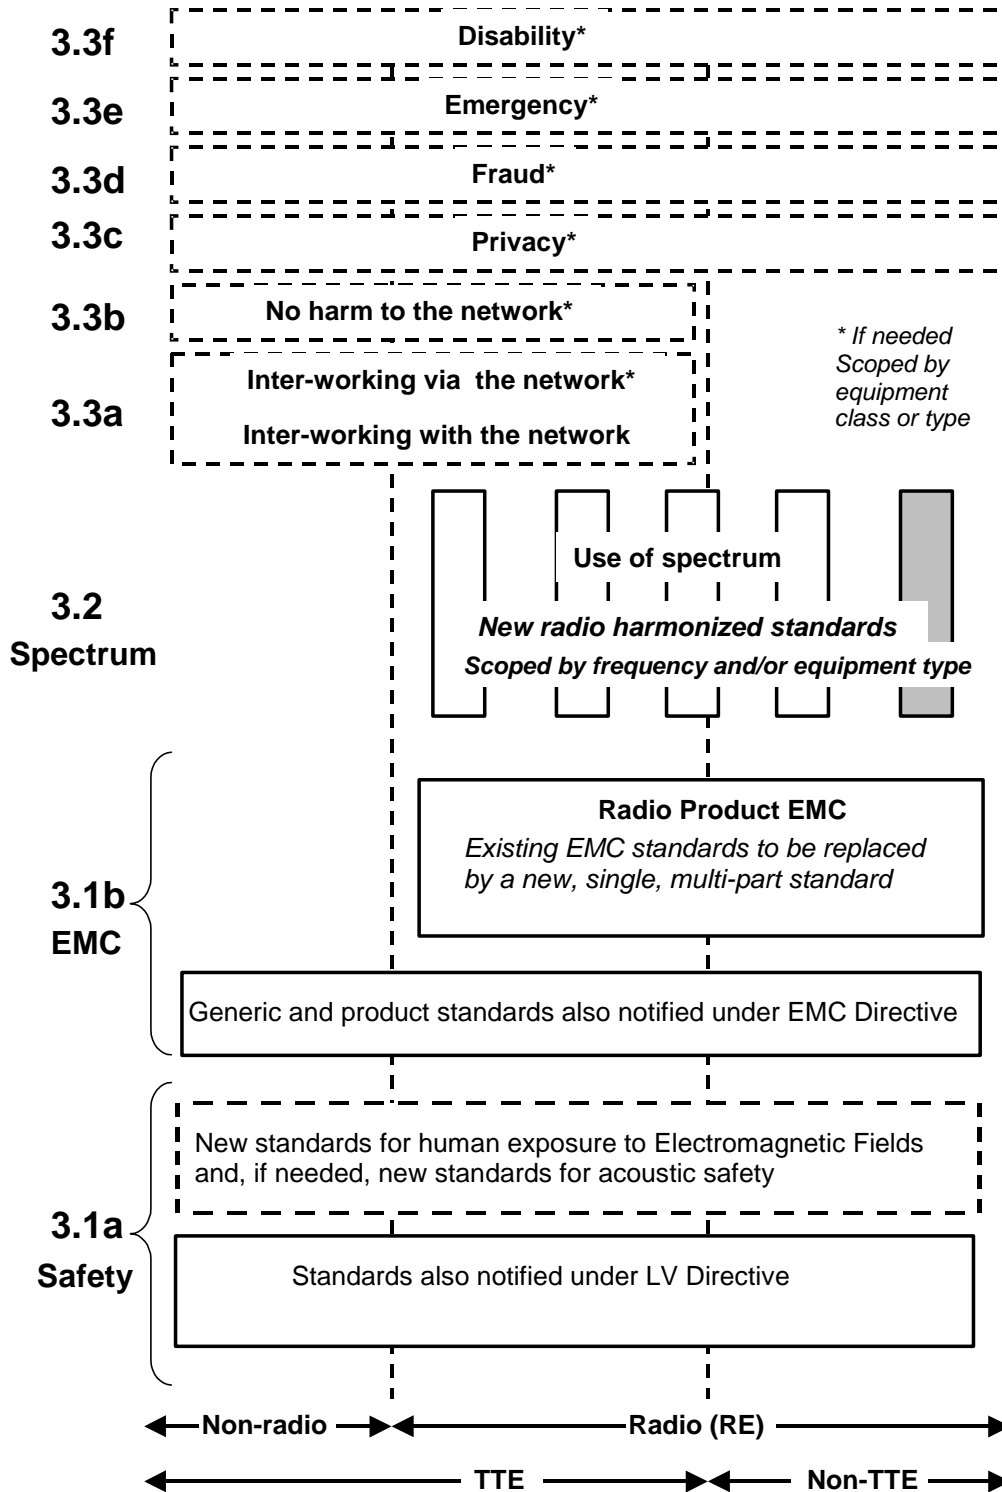 3.3f
Disability*
3.3e
Emergency*
3.3d
Fraud*
3.3c
Privacy*
3.3b
No harm to the network*
* If needed
Scoped by
equipment
class or type
3.3a
Inter-working via the network*
Inter-working with the network
3.2
Spectrum
Use of spectrum
New radio harmonized standards
Scoped by frequency and/or equipment type
3.1b
EMC
Radio Product EMC
Existing EMC standards to be replaced
by a new, single, multi-part standard
Generic and product standards also notified under EMC Directive
3.1a
Safety
New standards for human exposure to Electromagnetic Fields
and, if needed, new standards for acoustic safety
Standards also notified under LV Directive
Non-radio
Radio (RE)
TTE
Non-TTE